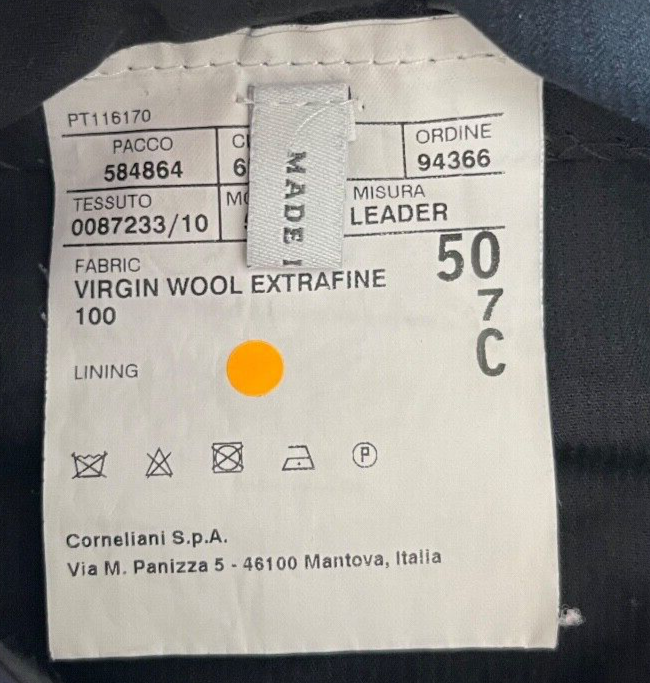 PT116170
PACCO
584864
ORDINE
94366
TESSUTO
0087233/10
MISURA
LEADER
MADE
FABRIC
VIRGIN WOOL EXTRAFINE
100
50
7
C
LINING
P
Corneliani S.p.A.
Via M. Panizza 5 - 46100 Mantova, Italia